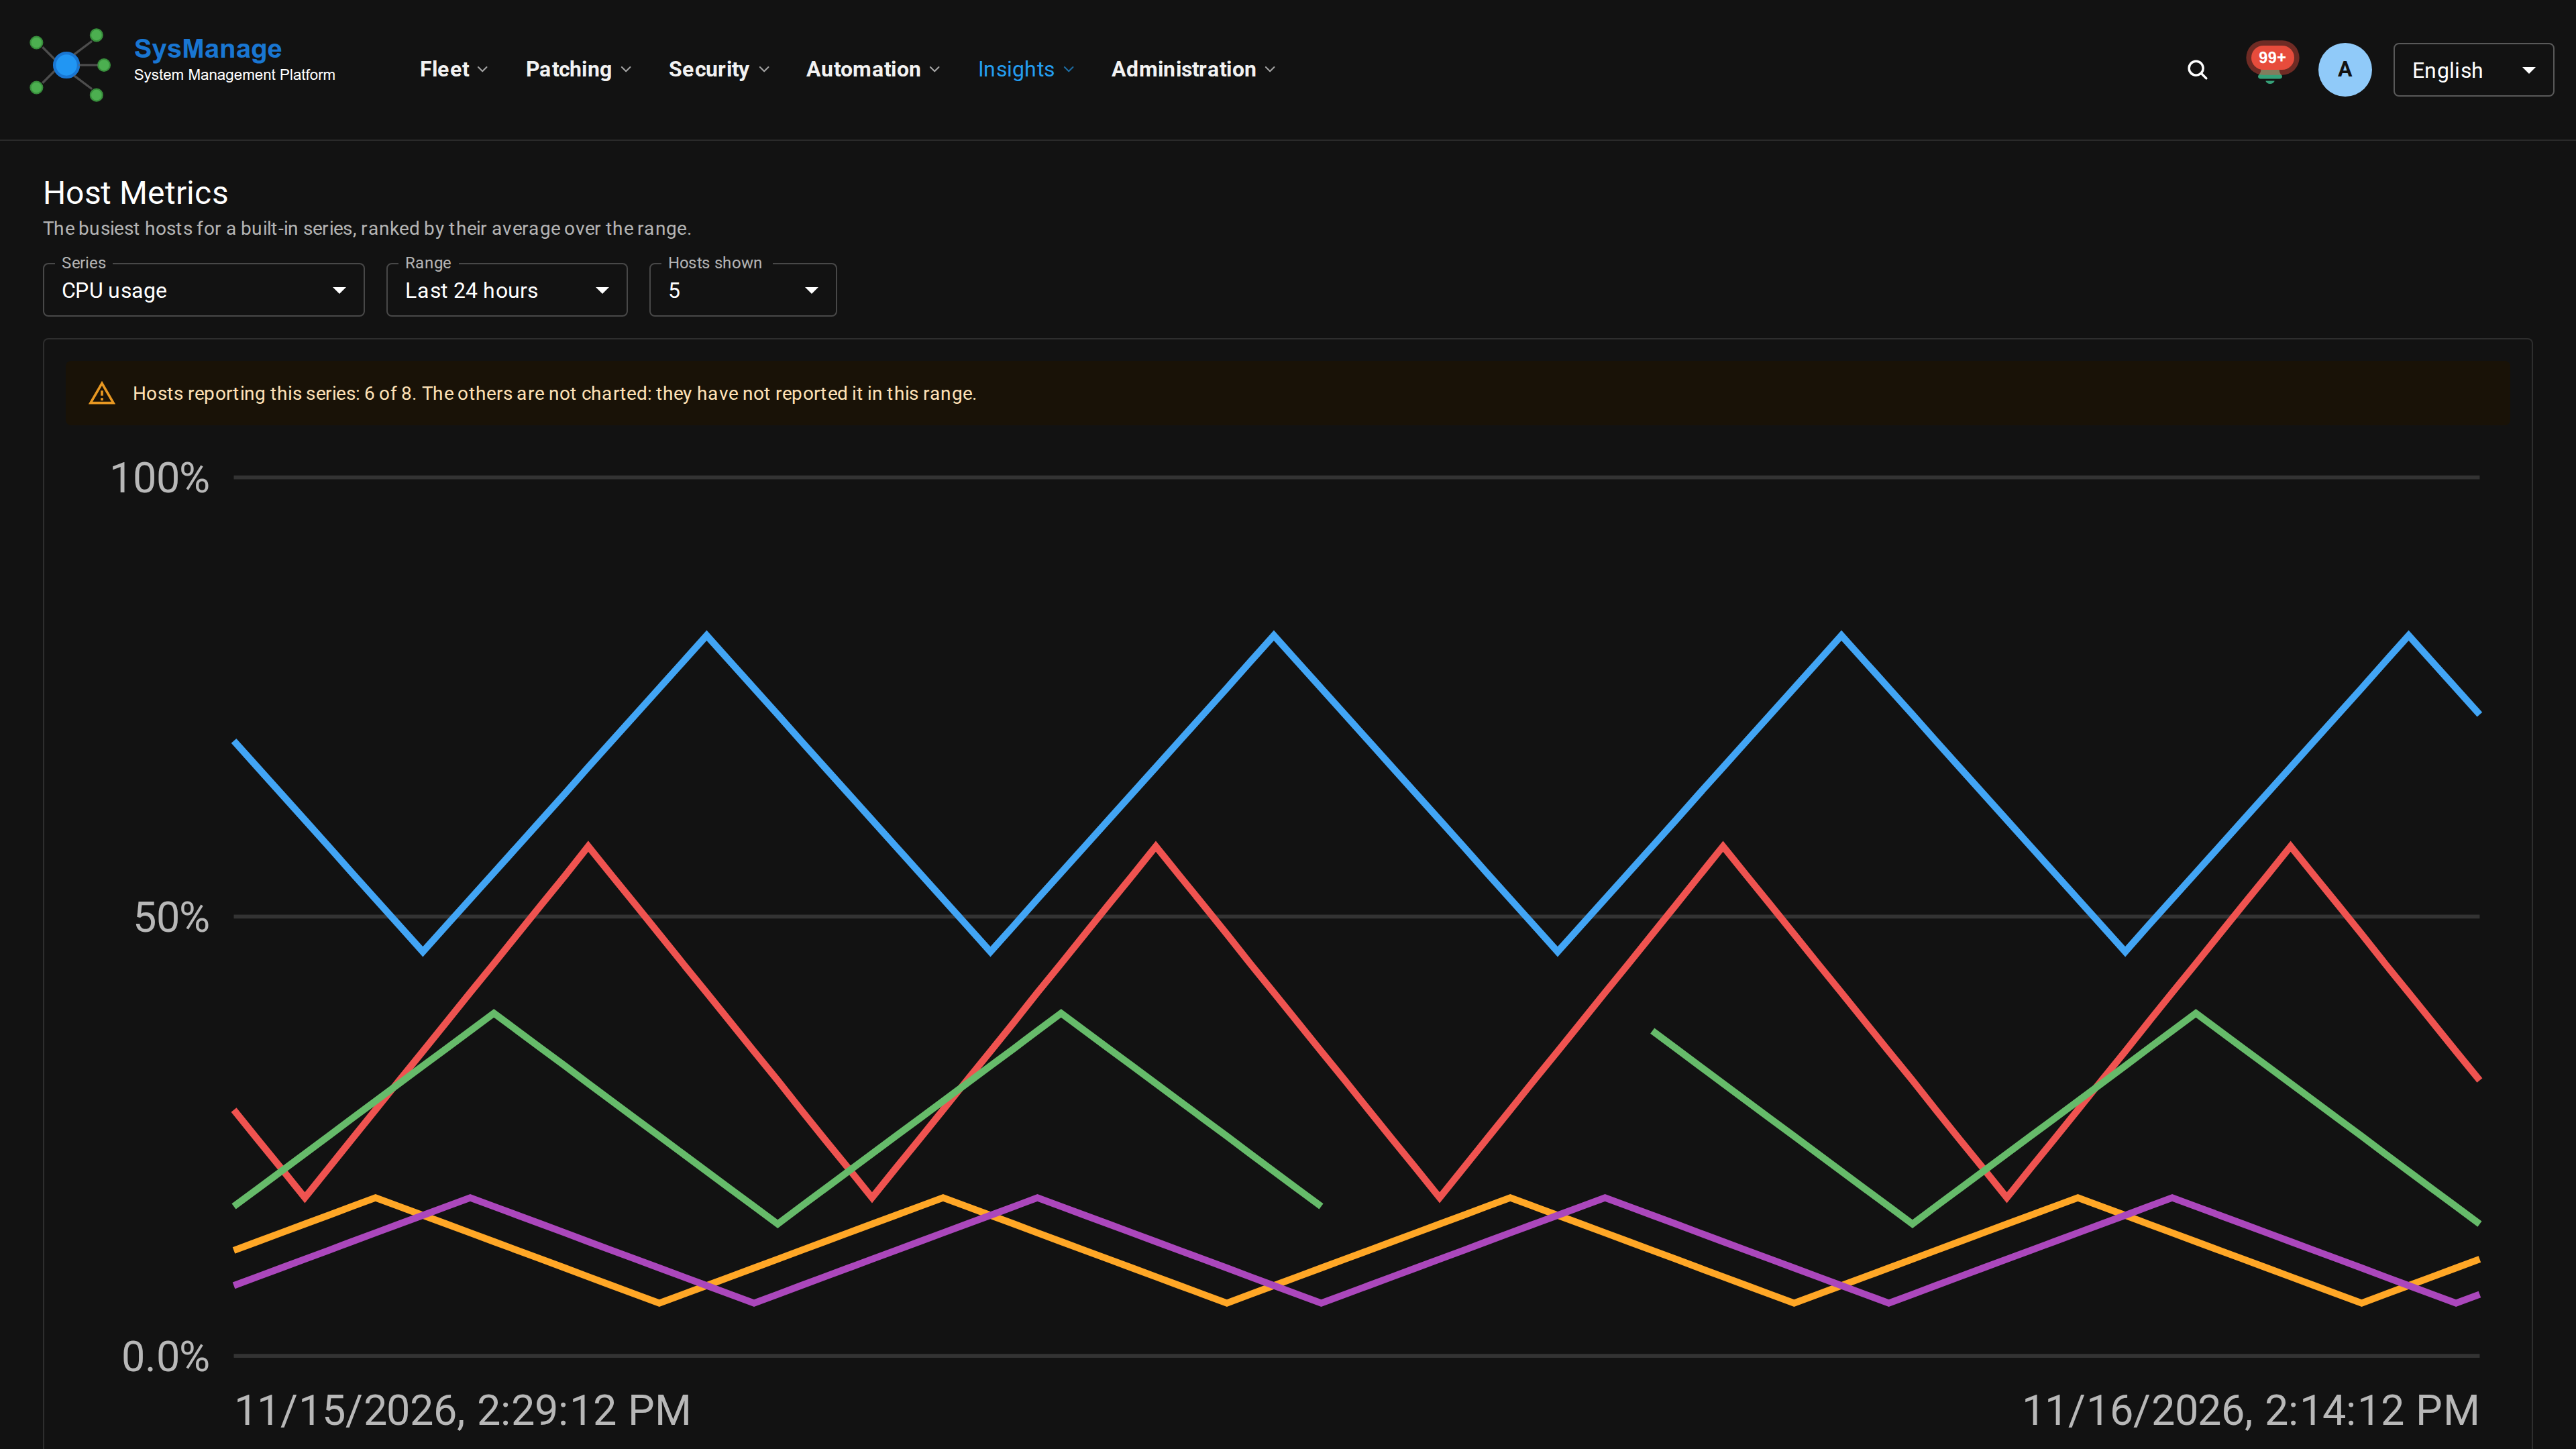 SysManage
System Management Platform
Fleet
Patching
Security
Automation
Insights
Administration
99+
A
English
Host Metrics
The busiest hosts for a built-in series, ranked by their average over the range.
Series
CPU usage
Range
Last 24 hours
Hosts shown
5
Hosts reporting this series: 6 of 8. The others are not charted: they have not reported it in this range.
100%
50%
0.0%
11/15/2026, 2:29:12 PM
11/16/2026, 2:14:12 PM